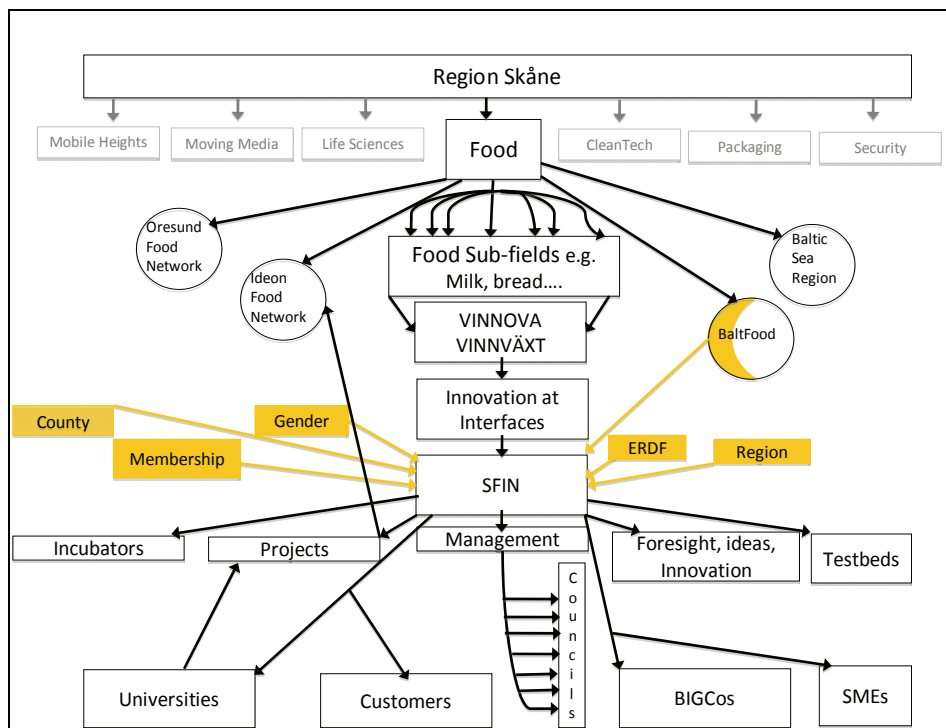 Region Skåne
Mobile Heights
Moving Media
Life Sciences
Food
CleanTech
Packaging
Security
Oresund
Food
Network
Ideon
Food
Network
Food Sub-fields e.g.
Milk, bread....
Baltic
Sea
Region
VINNOVA
VINNVÄXT
BaltFood
Innovation at
Interfaces
County
Gender
Membership
ERDF
Region
SFIN
Incubators
Projects
Management
Foresight, ideas,
Innovation
Testbeds
C
o
u
n
c
i
l
s
Universities
Customers
BIGCos
SMEs